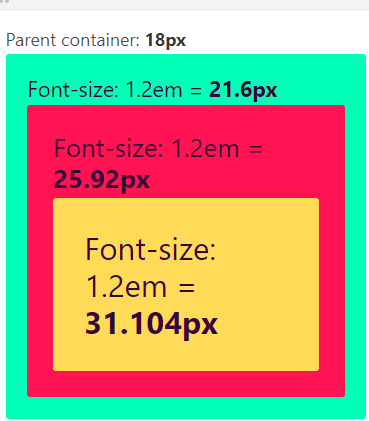 Parent container: 18px
Font-size: 1.2em = 21.6px
Font-size: 1.2em =
25.92px
Font-size:
1.2em =
31.104px